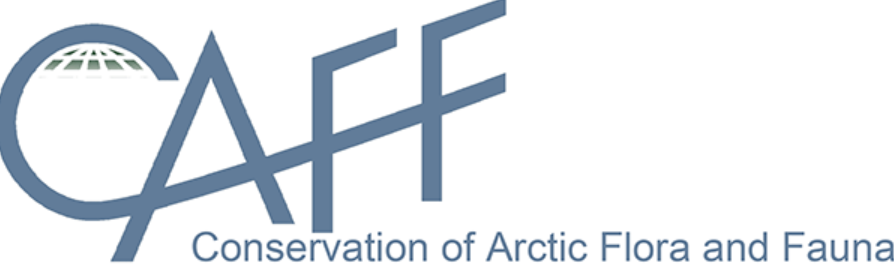 CAFF
Conservation of Arctic Flora and Fauna